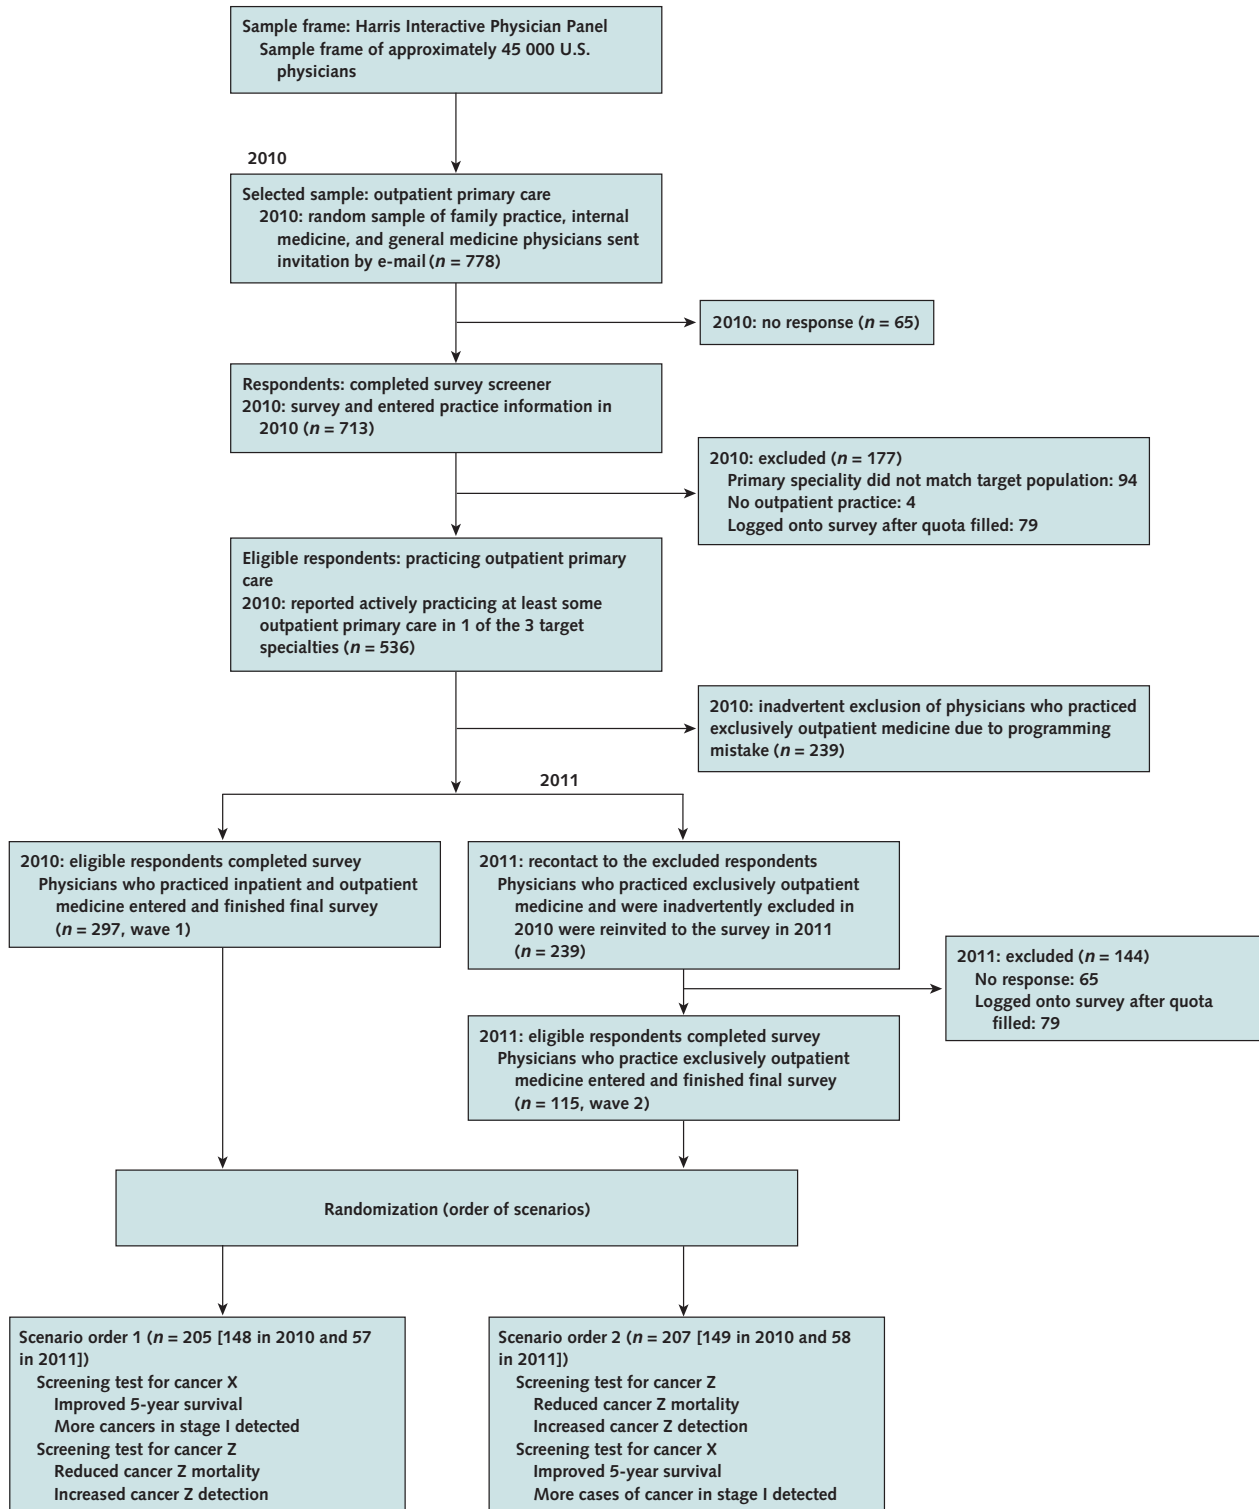 Sample frame: Harris Interactive Physician Panel
Sample frame of approximately 45 000 U.S.
physicians
2010
Selected sample: outpatient primary care
2010: random sample of family practice, internal
medicine, and general medicine physicians sent
invitation by e-mail (n = 778)
2010: no response (n = 65)
Respondents: completed survey screener
2010: survey and entered practice information in
2010 (n = 713)
2010: excluded (n = 177)
Primary speciality did not match target population: 94
No outpatient practice: 4
Logged onto survey after quota filled: 79
Eligible respondents: practicing outpatient primary
care
2010: reported actively practicing at least some
outpatient primary care in 1 of the 3 target
specialties (n = 536)
2010: inadvertent exclusion of physicians who practiced
exclusively outpatient medicine due to programming
mistake (n = 239)
2011
2010: eligible respondents completed survey
Physicians who practiced inpatient and outpatient
medicine entered and finished final survey
(n = 297, wave 1)
2011: recontact to the excluded respondents
Physicians who practiced exclusively outpatient
medicine and were inadvertently excluded in
2010 were reinvited to the survey in 2011
(n = 239)
2011: excluded (n = 144)
No response: 65
Logged onto survey after quota
filled: 79
2011: eligible respondents completed survey
Physicians who practice exclusively outpatient
medicine entered and finished final survey
(n = 115, wave 2)
Randomization (order of scenarios)
Scenario order 1 (n = 205 [148 in 2010 and 57
in 2011])
Screening test for cancer X
Improved 5-year survival
More cancers in stage I detected
Screening test for cancer Z
Reduced cancer Z mortality
Increased cancer Z detection
Scenario order 2 (n = 207 [149 in 2010 and 58
in 2011])
Screening test for cancer Z
Reduced cancer Z mortality
Increased cancer Z detection
Screening test for cancer X
Improved 5-year survival
More cases of cancer in stage I detected